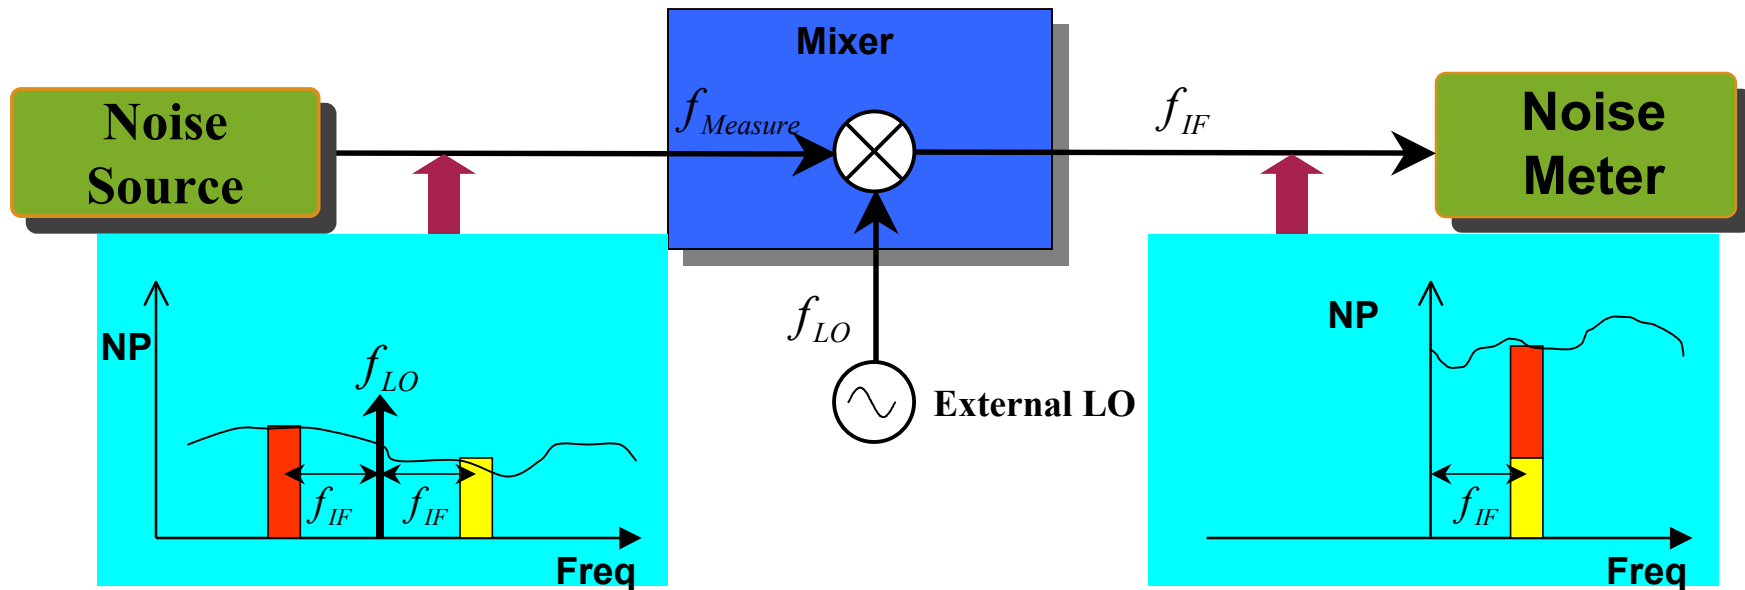 Mixer
Noise
Source
f Measure
f IF
Noise
Meter
f LO
External LO
NP
f LO
f IF
f IF
Freq
NP
f IF
Freq